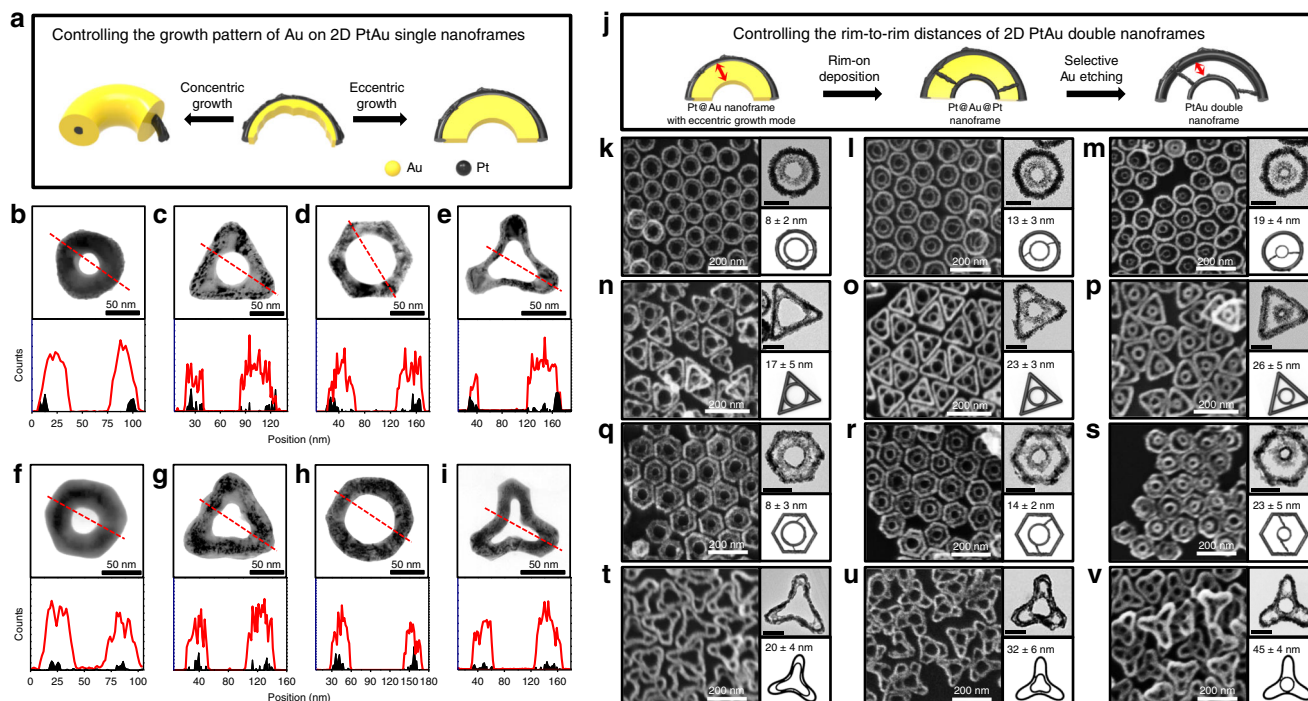 a
Controlling the growth pattern of Au on 2D PtAu single nanoframes
Concentric
growth
Eccentric
growth
Au
Pt
b
c
d
e
50 nm
50 nm
50 nm
50 nm
Counts
0 25 50 75 100
0 30 60 90 120
0 40 80 120 160
40 80 120 160
Position (nm)
f
g
h
i
50 nm
50 nm
50 nm
50 nm
Counts
0 25 50 75 100
40 80 120 160
0 30 60 90 120 150 180
40 80 120 160
Position (nm)
j
Controlling the rim-to-rim distances of 2D PtAu double nanoframes
Rim-on
deposition
Selective
Au etching
Pt@Au nanoframe
with eccentric growth mode
Pt@Au@Pt
nanoframe
PtAu double
nanoframe
k
200 nm
8 ± 2 nm
l
200 nm
13 ± 3 nm
m
200 nm
19 ± 4 nm
n
200 nm
17 ± 5 nm
o
200 nm
23 ± 3 nm
p
200 nm
26 ± 5 nm
q
200 nm
8 ± 3 nm
r
200 nm
14 ± 2 nm
s
200 nm
23 ± 5 nm
t
200 nm
20 ± 4 nm
u
200 nm
32 ± 6 nm
v
200 nm
45 ± 4 nm